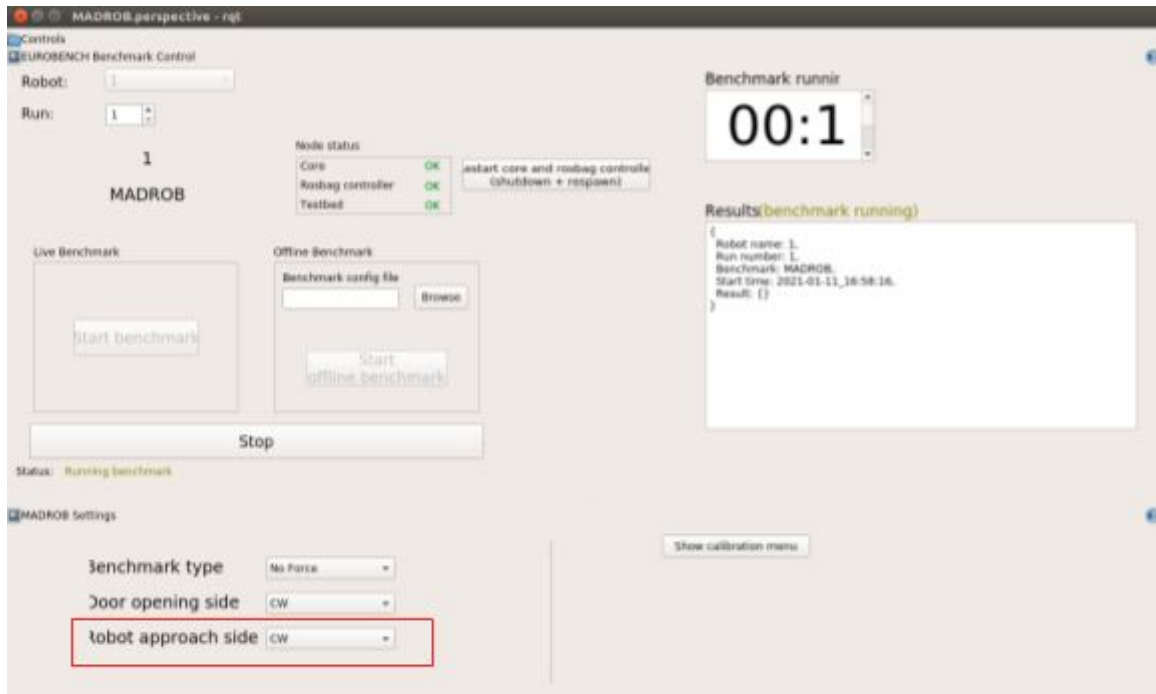 MADROB.perspective - rqt
Controls
EUROBENCH Benchmark Control
Robot:
1
Run:
1
1
MADROB
Node status
Core OK
Rosbag controller OK
Testbed OK
estart core and rosbag controlle
(shutdown + respawn)
Live Benchmark
Start benchmark
Offline Benchmark
Benchmark config file
Browse
Start
offline benchmark
Stop
Status: Running benchmark
Benchmark runnir
00:1
Results(benchmark running)
{
Robot name: 1,
Run number: 1,
Benchmark: MADROB,
Start time: 2021-01-11_16:58:16,
Result: {}
}
MADROB Settings
Benchmark type No Force
Door opening side CW
Robot approach side CW
Show calibration menu